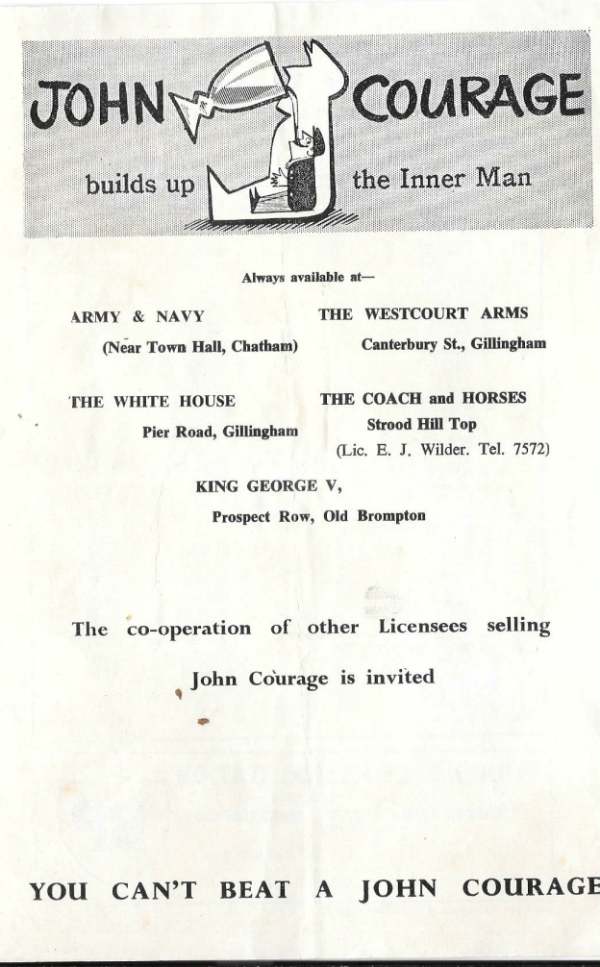 JOHN COURAGE
builds up the Inner Man
Always available at—
ARMY & NAVY
(Near Town Hall, Chatham)
THE WESTCOURT ARMS
Canterbury St., Gillingham
THE WHITE HOUSE
Pier Road, Gillingham
THE COACH and HORSES
Strood Hill Top
(Lic. E. J. Wilder. Tel. 7572)
KING GEORGE V,
Prospect Row, Old Brompton
The co-operation of other Licensees selling
John Courage is invited
YOU CAN'T BEAT A JOHN COURAGE